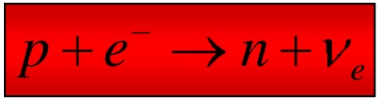 p + e⁻ → n + νₑ